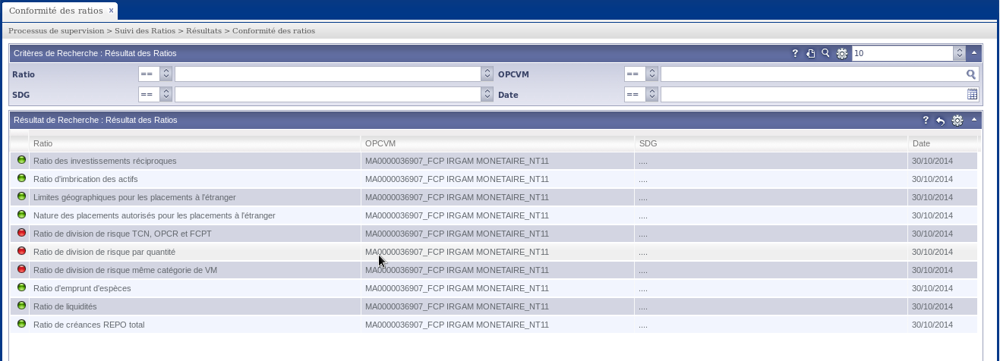 Conformité des ratios ×
Processus de supervision > Suivi des Ratios > Résultats > Conformité des ratios
Critères de Recherche : Résultat des Ratios ? 10
Ratio == OPCVM ==
SDG == Date ==
Résultat de Recherche : Résultat des Ratios ?
Ratio OPCVM SDG Date
Ratio des investissements réciproques MA0000036907_FCP IRGAM MONETAIRE_NT11 .... 30/10/2014
Ratio d'imbrication des actifs MA0000036907_FCP IRGAM MONETAIRE_NT11 .... 30/10/2014
Limites géographiques pour les placements à l'étranger MA0000036907_FCP IRGAM MONETAIRE_NT11 .... 30/10/2014
Nature des placements autorisés pour les placements à l'étranger MA0000036907_FCP IRGAM MONETAIRE_NT11 .... 30/10/2014
Ratio de division de risque TCN, OPCR et FCPT MA0000036907_FCP IRGAM MONETAIRE_NT11 .... 30/10/2014
Ratio de division de risque par quantité MA0000036907_FCP IRGAM MONETAIRE_NT11 .... 30/10/2014
Ratio de division de risque même catégorie de VM MA0000036907_FCP IRGAM MONETAIRE_NT11 .... 30/10/2014
Ratio d'emprunt d'espèces MA0000036907_FCP IRGAM MONETAIRE_NT11 .... 30/10/2014
Ratio de liquidités MA0000036907_FCP IRGAM MONETAIRE_NT11 .... 30/10/2014
Ratio de créances REPO total MA0000036907_FCP IRGAM MONETAIRE_NT11 .... 30/10/2014